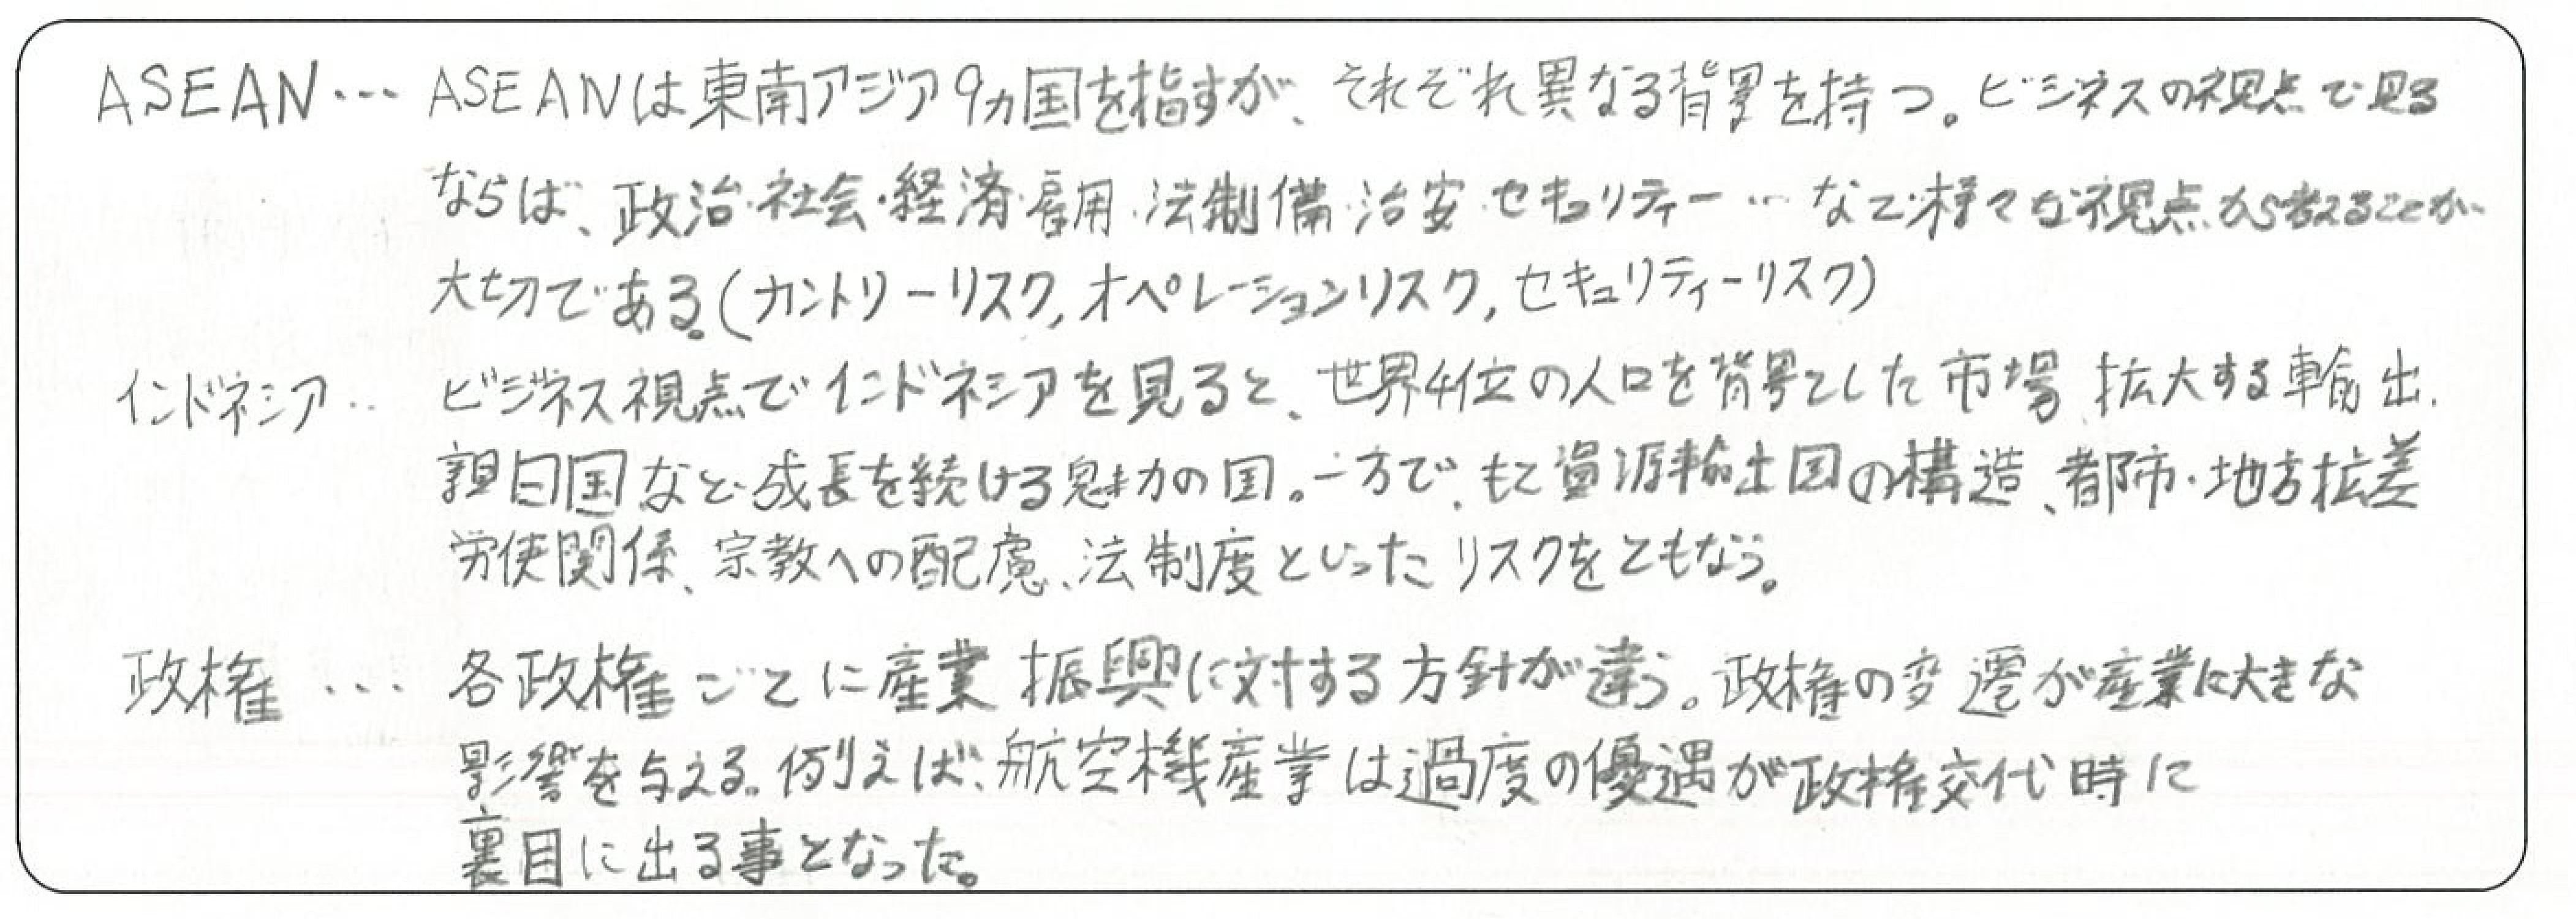 ASEAN… ASEANは東南アジア9ヵ国を指すが、それぞれ異なる背景を持つ。ビジネスの視点で見る
ならば、政治・社会・経済・雇用・法制備・治安・セキュリティー…など様々な視点から考えることが
大切である。(カントリーリスク,オペレーションリスク,セキュリティーリスク)
インドネシア… ビジネス視点でインドネシアを見ると、世界4位の人口を背景とした市場、拡大する輸出、
親日国など成長を続ける魅力の国。一方で、もと資源輸出国の構造、都市・地方拡差
労使関係、宗教への配慮、法制度といったリスクをともなう。
政権… 各政権ごとに産業振興に対する方針が違う。政権の変遷が産業に大きな
影響を与える。例えば、航空機産業は過度の優遇が政権交代時に
裏目に出る事となった。